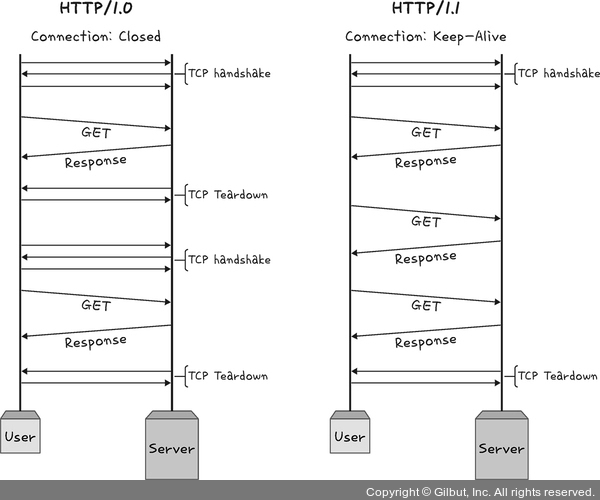 HTTP/1.0
Connection: Closed
TCP handshake
GET
Response
TCP Teardown
TCP handshake
GET
Response
TCP Teardown
User
Server
HTTP/1.1
Connection: Keep-Alive
TCP handshake
GET
Response
GET
Response
GET
Response
TCP Teardown
User
Server
Copyright © Gilbut, Inc. All rights reserved.